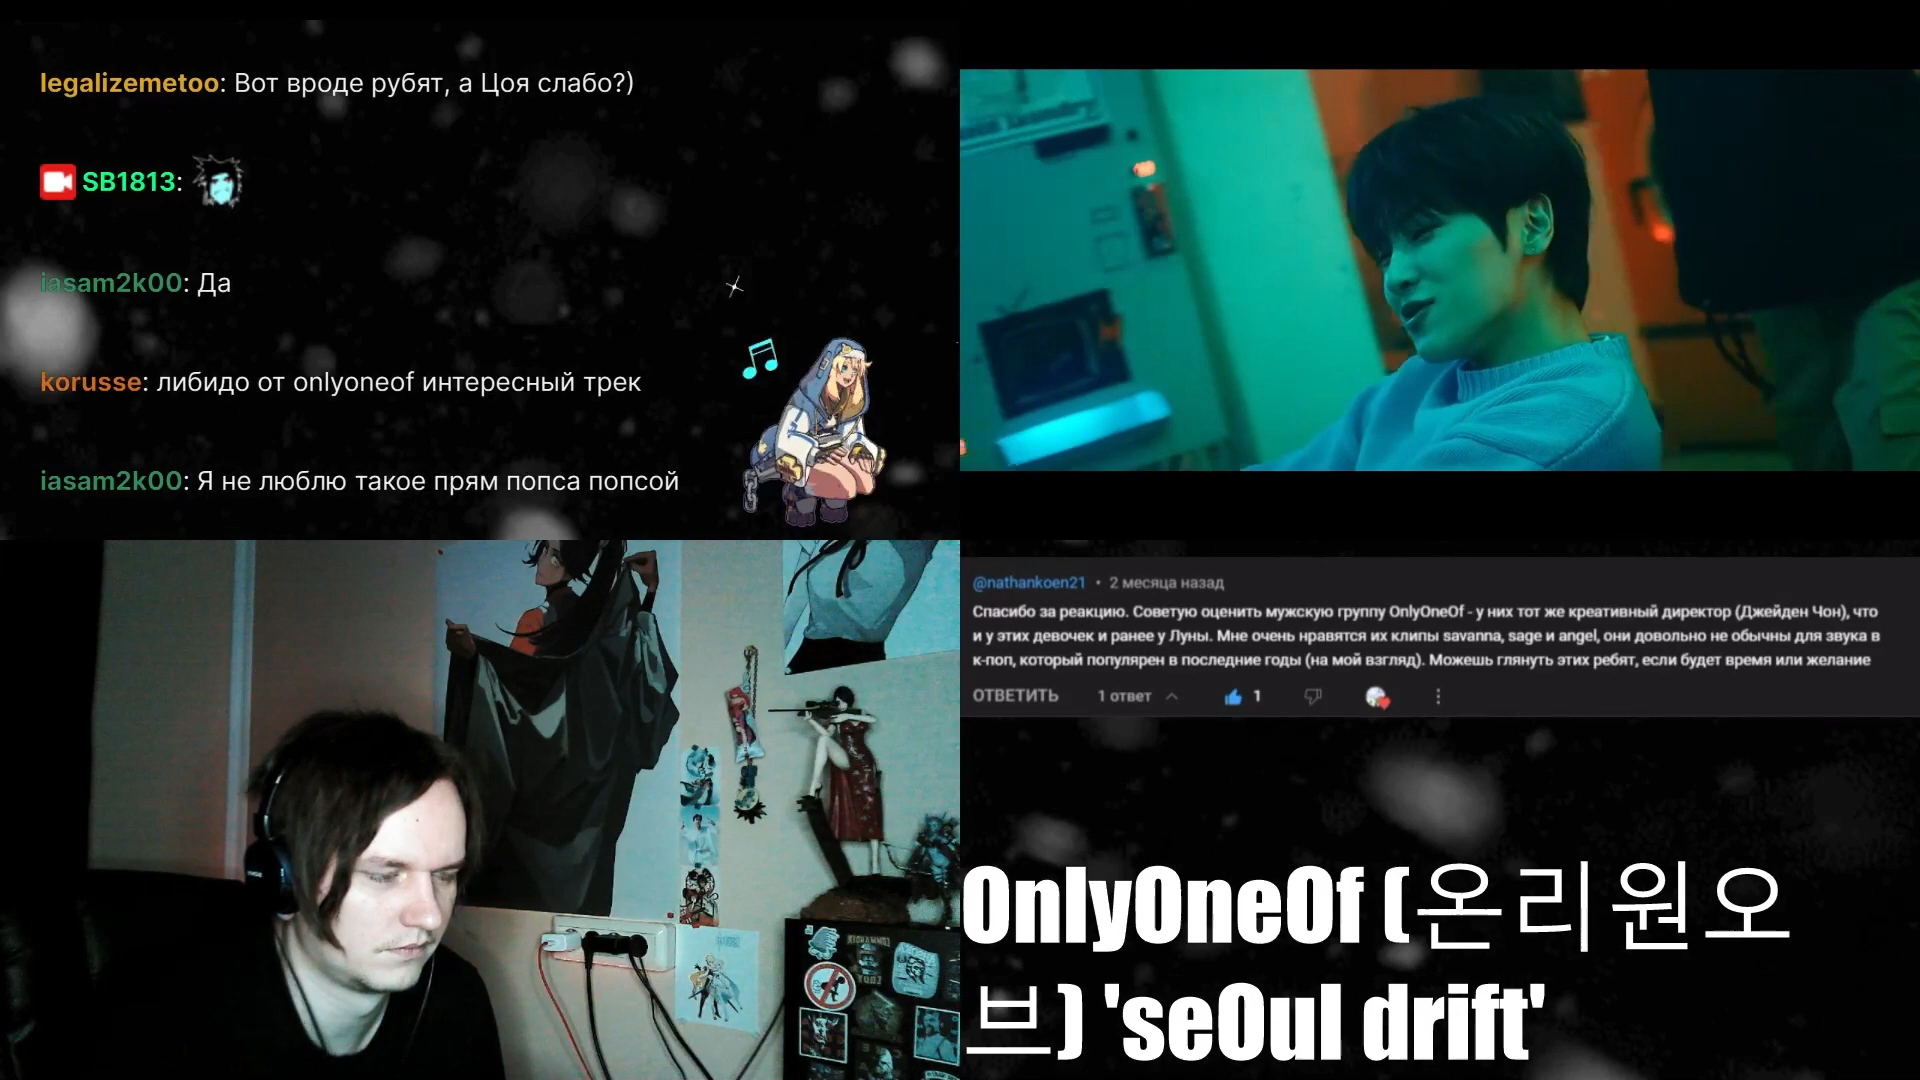 legalizemetoo: Вот вроде рубят, а Цоя слабо?)
SB1813:
iasam2k00: Да
korusse: либидо от onlyoneof интересный трек
iasam2k00: Я не люблю такое прям попса попсой
@nathankoen21 • 2 месяца назад
Спасибо за реакцию. Советую оценить мужскую группу OnlyOneOf - у них тот же креативный директор (Джейден Чон), что
и у этих девочек и ранее у Луны. Мне очень нравятся их клипы savanna, sage и angel, они довольно не обычны для звука в
к-поп, который популярен в последние годы (на мой взгляд). Можешь глянуть этих ребят, если будет время или желание
ОТВЕТИТЬ 1 ответ 1
OnlyOneOf (온리원오
브) 'seOul drift'